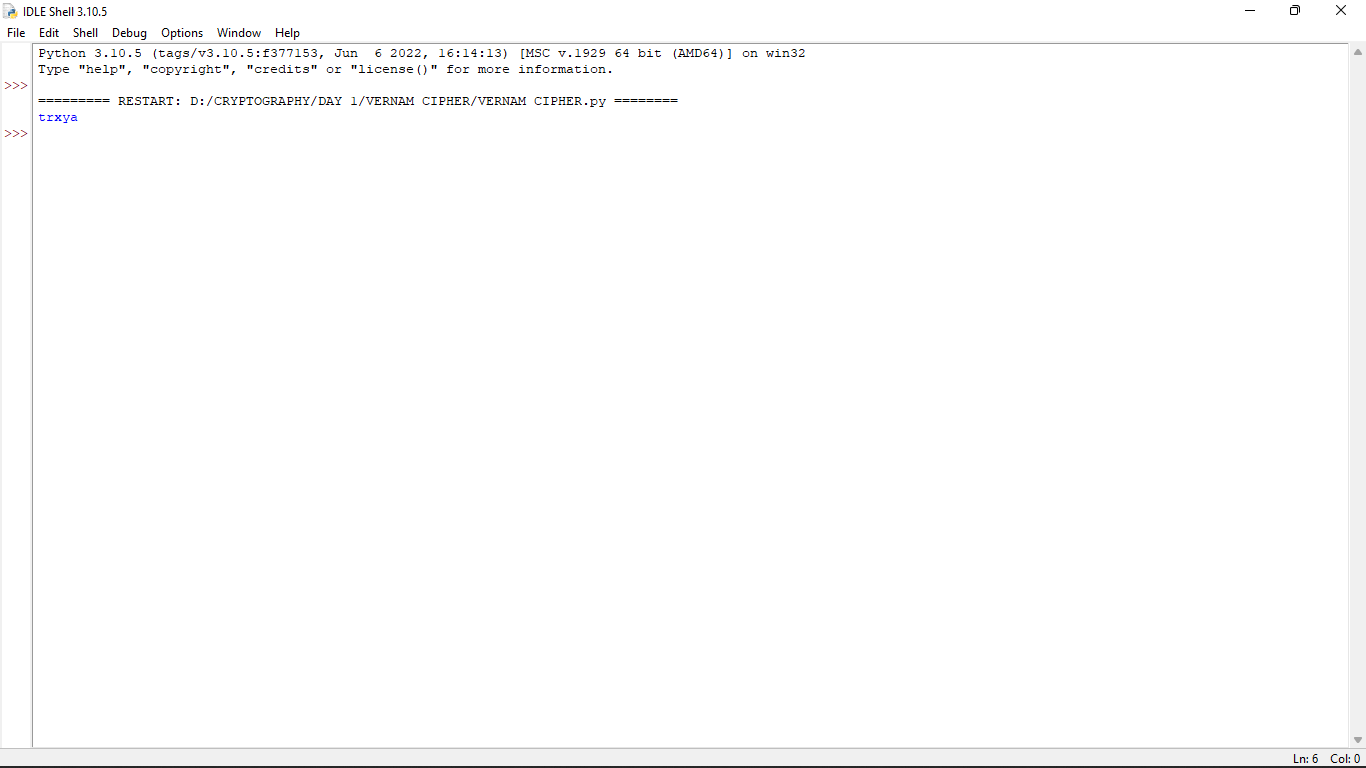 IDLE Shell 3.10.5
File Edit Shell Debug Options Window Help
Python 3.10.5 (tags/v3.10.5:f377153, Jun  6 2022, 16:14:13) [MSC v.1929 64 bit (AMD64)] on win32
Type "help", "copyright", "credits" or "license()" for more information.
>>>
========= RESTART: D:/CRYPTOGRAPHY/DAY 1/VERNAM CIPHER/VERNAM CIPHER.py ========
trxya
>>>
Ln: 6 Col: 0